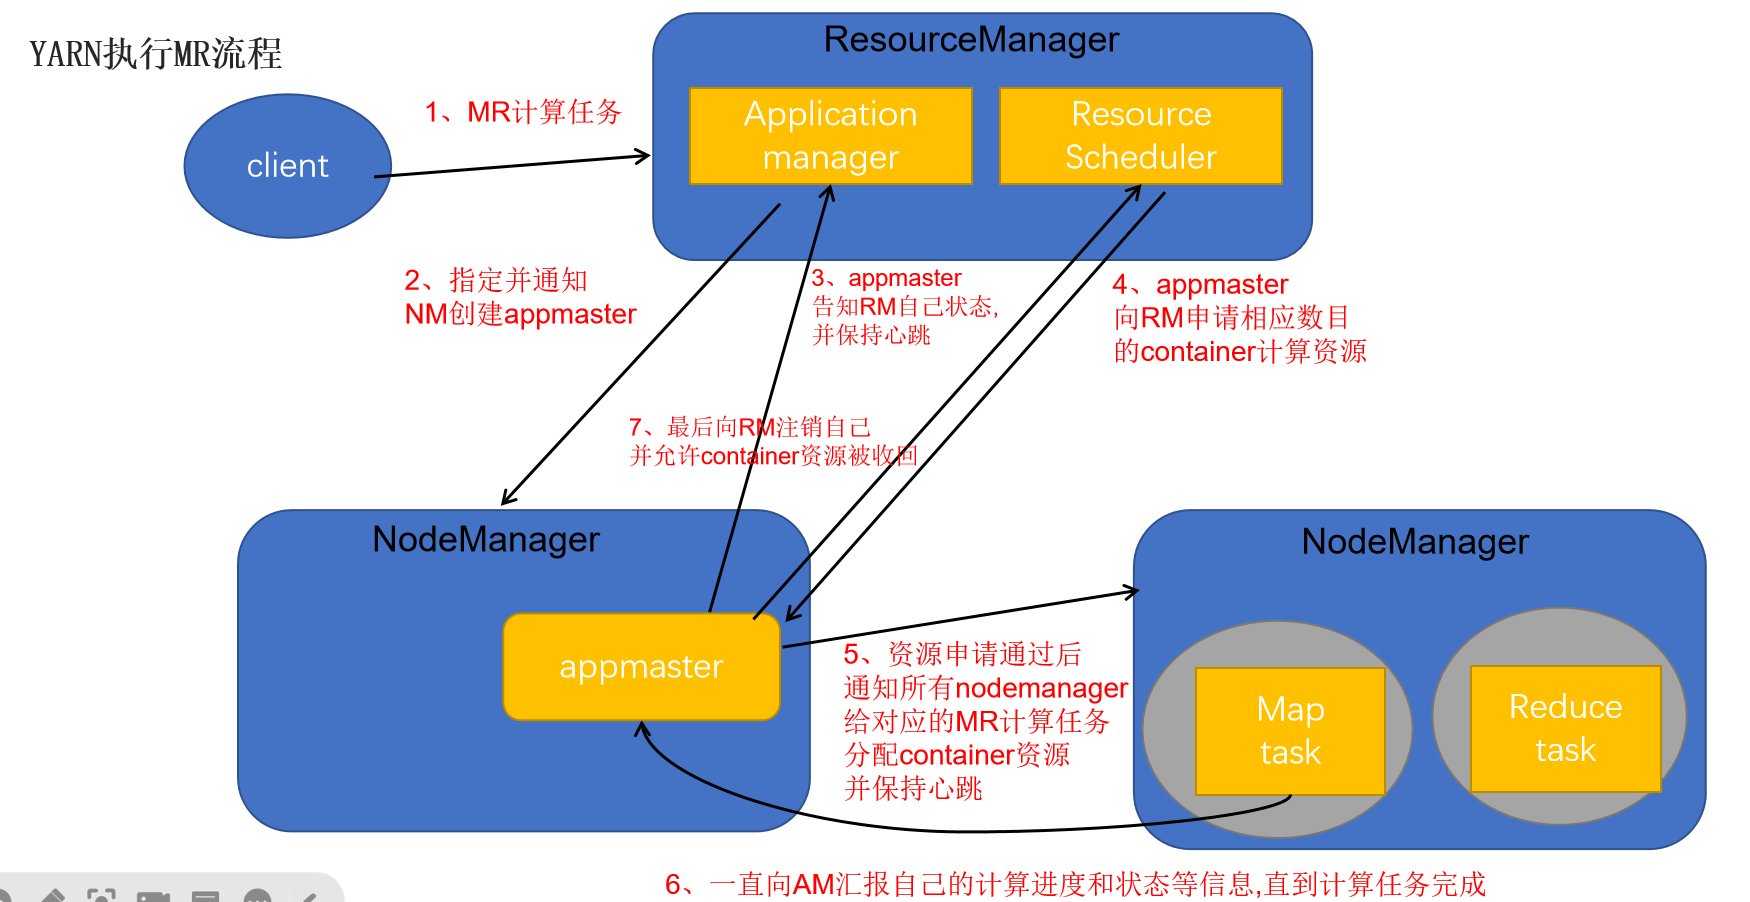 YARN执行MR流程
ResourceManager
Application
manager
Resource
Scheduler
client
1、MR计算任务
2、指定并通知
NM创建appmaster
3、appmaster
告知RM自己状态,
并保持心跳
4、appmaster
向RM申请相应数目
的container计算资源
7、最后向RM注销自己
并允许container资源被收回
NodeManager
appmaster
NodeManager
5、资源申请通过后
通知所有nodemanager
给对应的MR计算任务
分配container资源
并保持心跳
Map
task
Reduce
task
6、一直向AM汇报自己的计算进度和状态等信息,直到计算任务完成